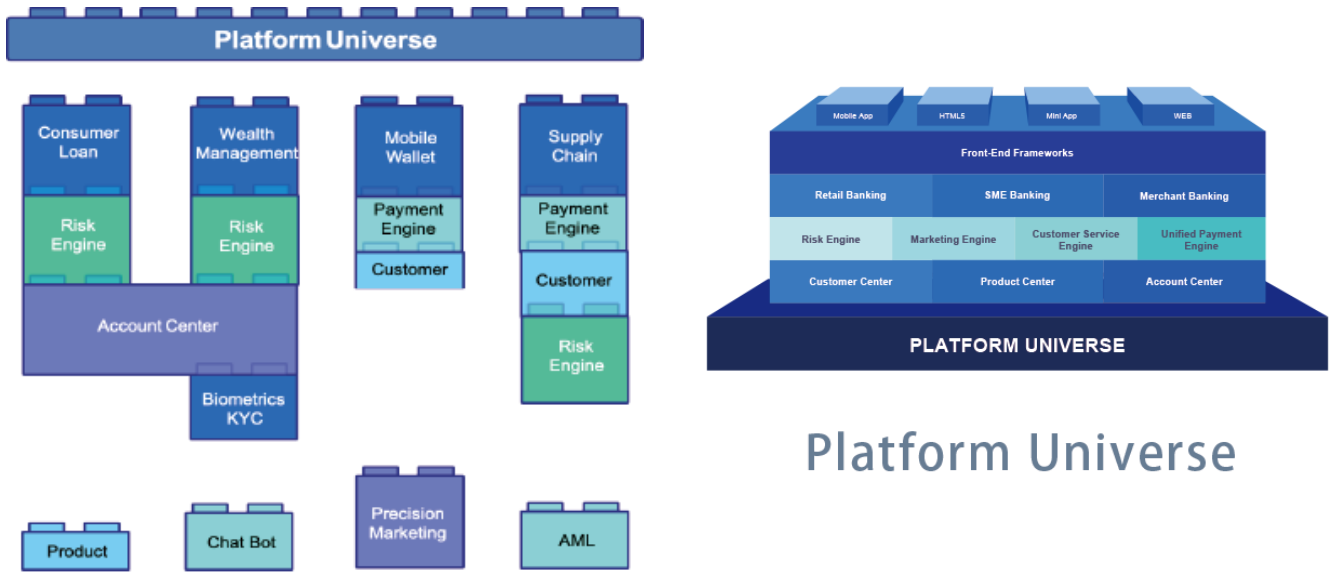 Platform Universe
Consumer
Loan
Wealth
Management
Mobile
Wallet
Supply
Chain
Risk
Engine
Risk
Engine
Payment
Engine
Payment
Engine
Customer
Customer
Account Center
Risk
Engine
Biometrics
KYC
Product
Chat Bot
Precision
Marketing
AML
Mobile App
HTML5
Mini App
WEB
Front-End Frameworks
Retail Banking
SME Banking
Merchant Banking
Risk Engine
Marketing Engine
Customer Service
Engine
Unified Payment
Engine
Customer Center
Product Center
Account Center
PLATFORM UNIVERSE
Platform Universe